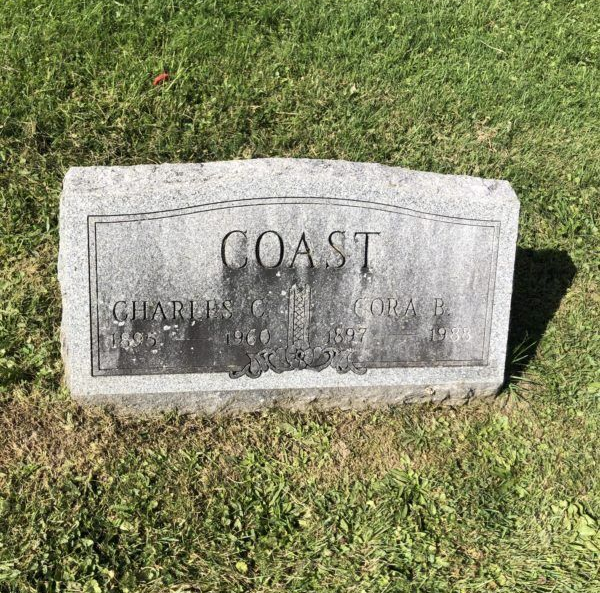 COAST
CHARLES C. CORA B.
1895 1960 1897 1988